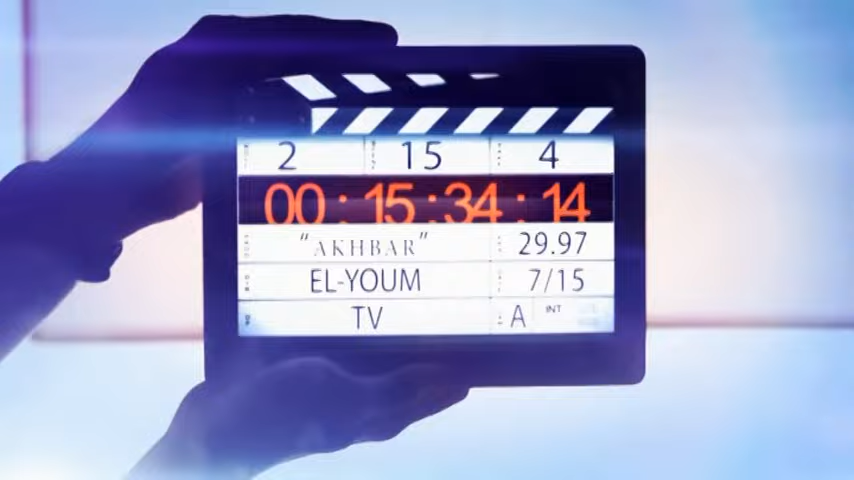 2 15 4
00:15:34:14
"AKHBAR" 29.97
EL-YOUM 7/15
TV A INT